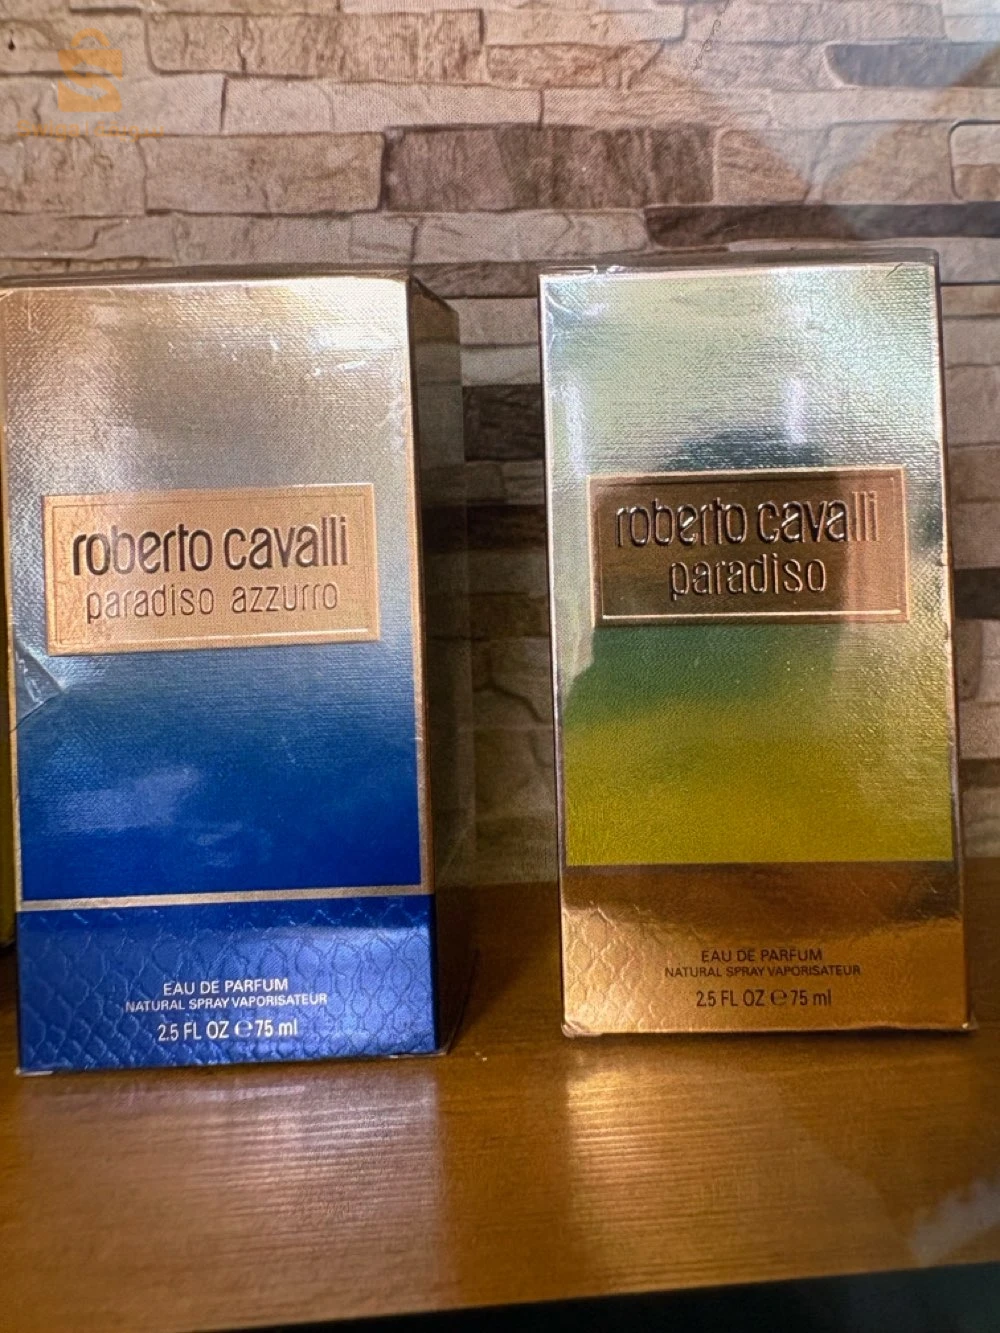 roberto cavalli
paradiso azzurro
EAU DE PARFUM
NATURAL SPRAY VAPORISATEUR
2.5 FL OZ ℮ 75 ml
roberto cavalli
paradiso
EAU DE PARFUM
NATURAL SPRAY VAPORISATEUR
2.5 FL OZ ℮ 75 ml